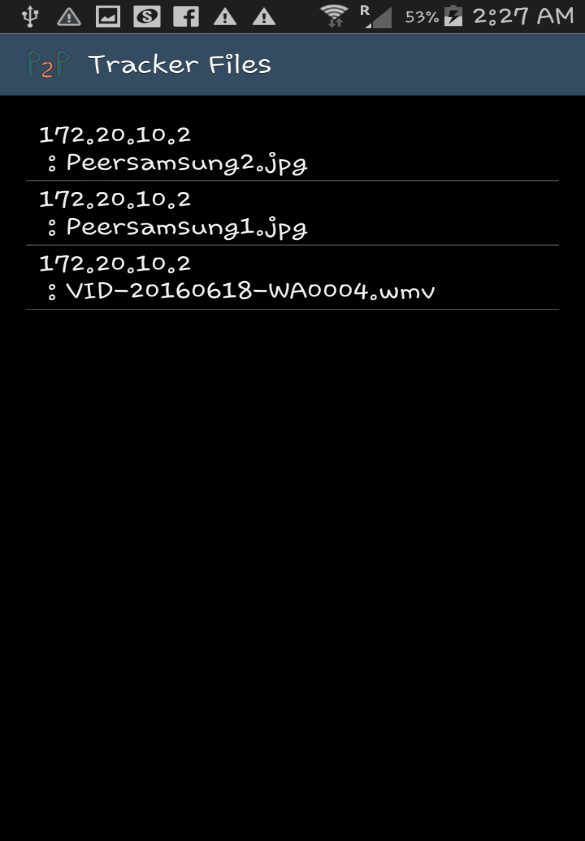 R 53% 2:27 AM
P2P Tracker Files
172.20.10.2
: Peersamsung2.jpg
172.20.10.2
: Peersamsung1.jpg
172.20.10.2
: VID-20160618-WA0004.wmv